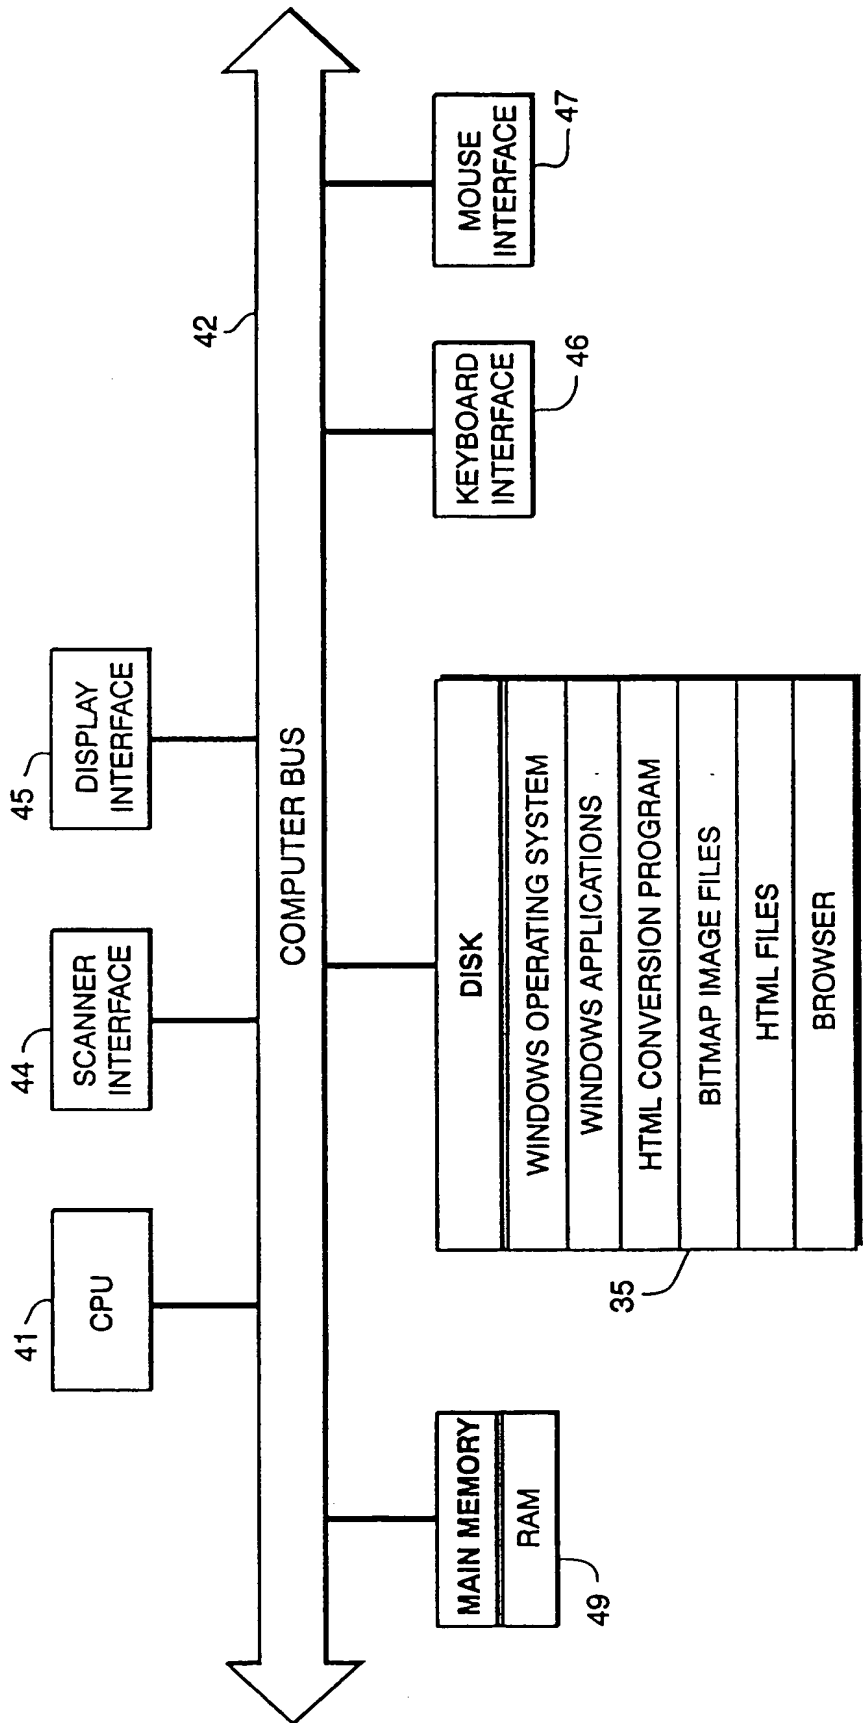 41
CPU
44
SCANNER
INTERFACE
45
DISPLAY
INTERFACE
42
COMPUTER BUS
MAIN MEMORY
RAM
49
DISK
WINDOWS OPERATING SYSTEM
WINDOWS APPLICATIONS
HTML CONVERSION PROGRAM
BITMAP IMAGE FILES
HTML FILES
BROWSER
35
KEYBOARD
INTERFACE
46
MOUSE
INTERFACE
47